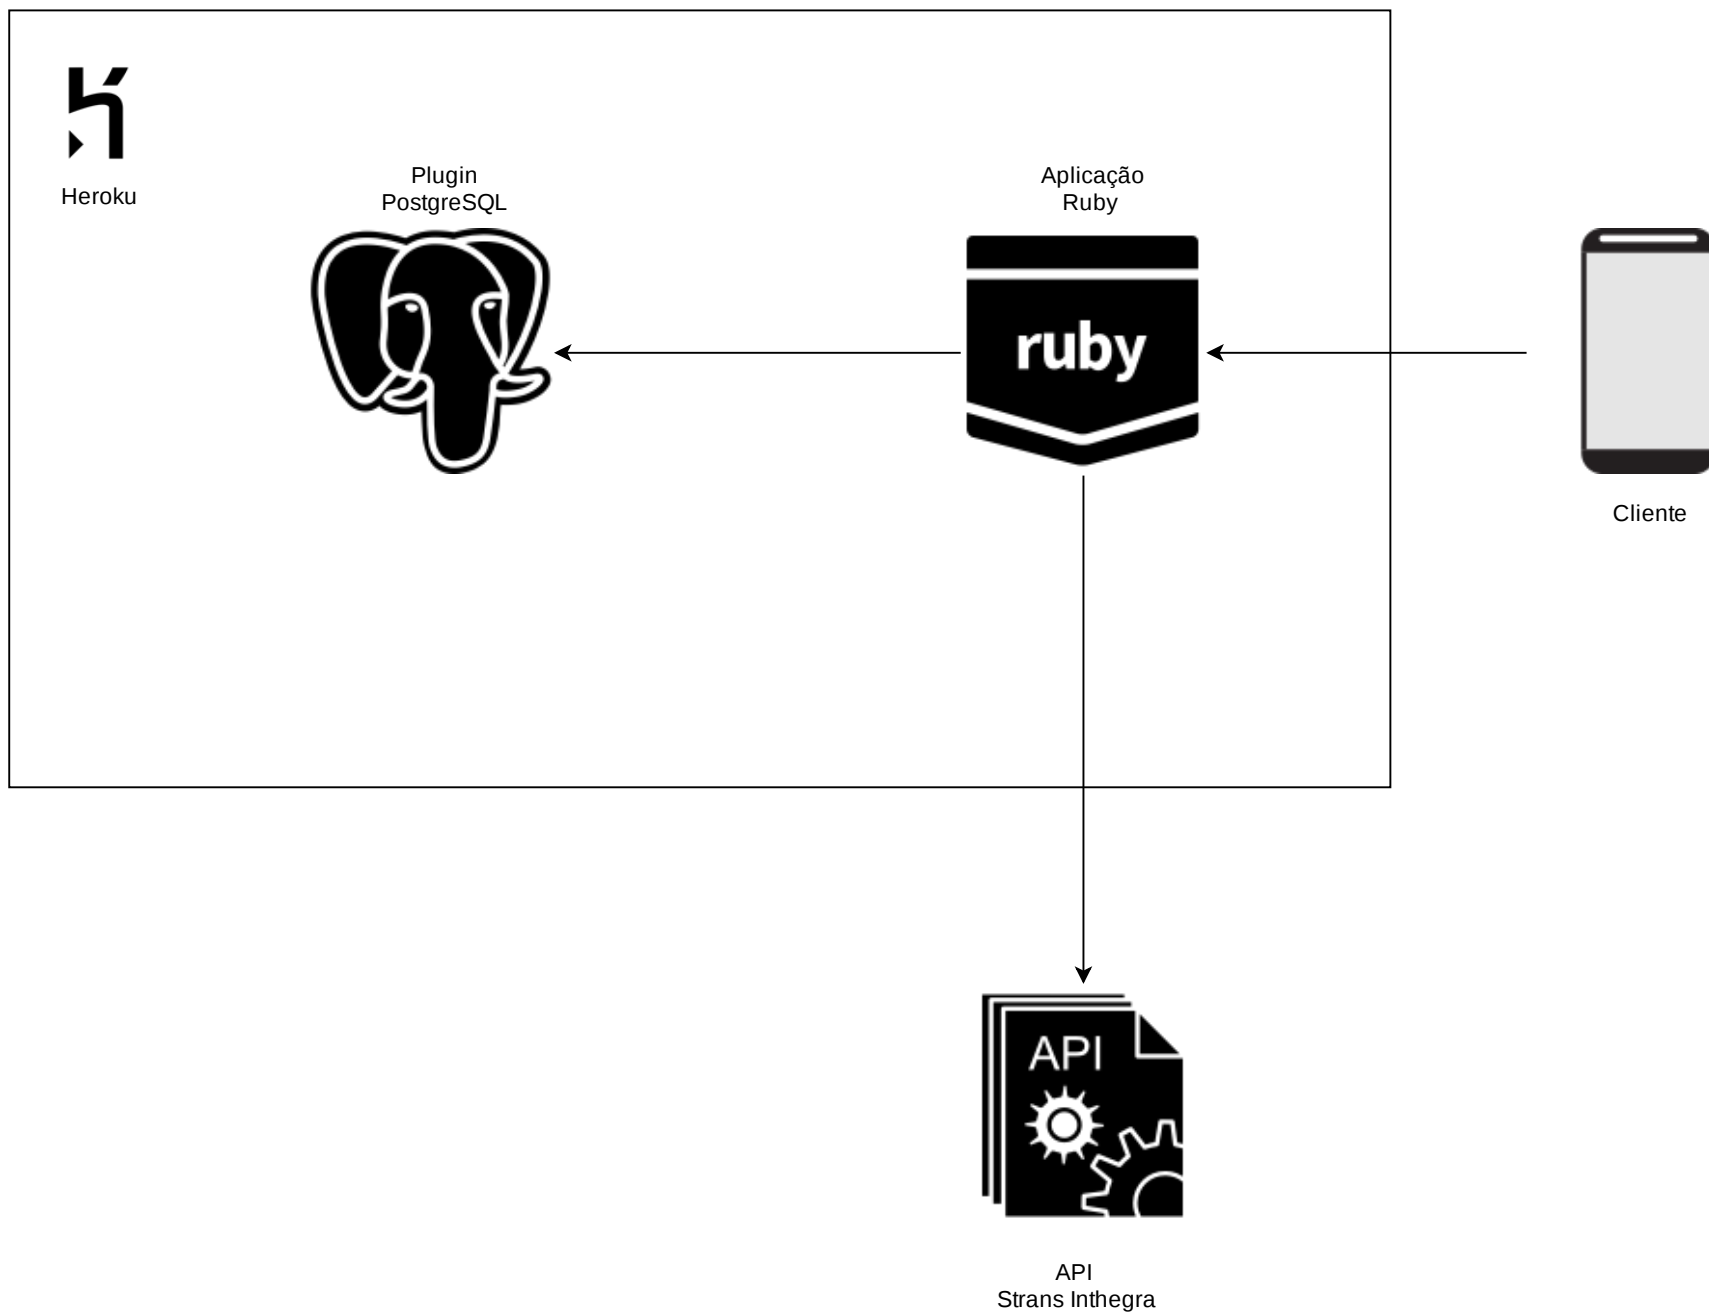 Heroku
Plugin
PostgreSQL
Aplicação
Ruby
ruby
Cliente
API
API
Strans Inthegra